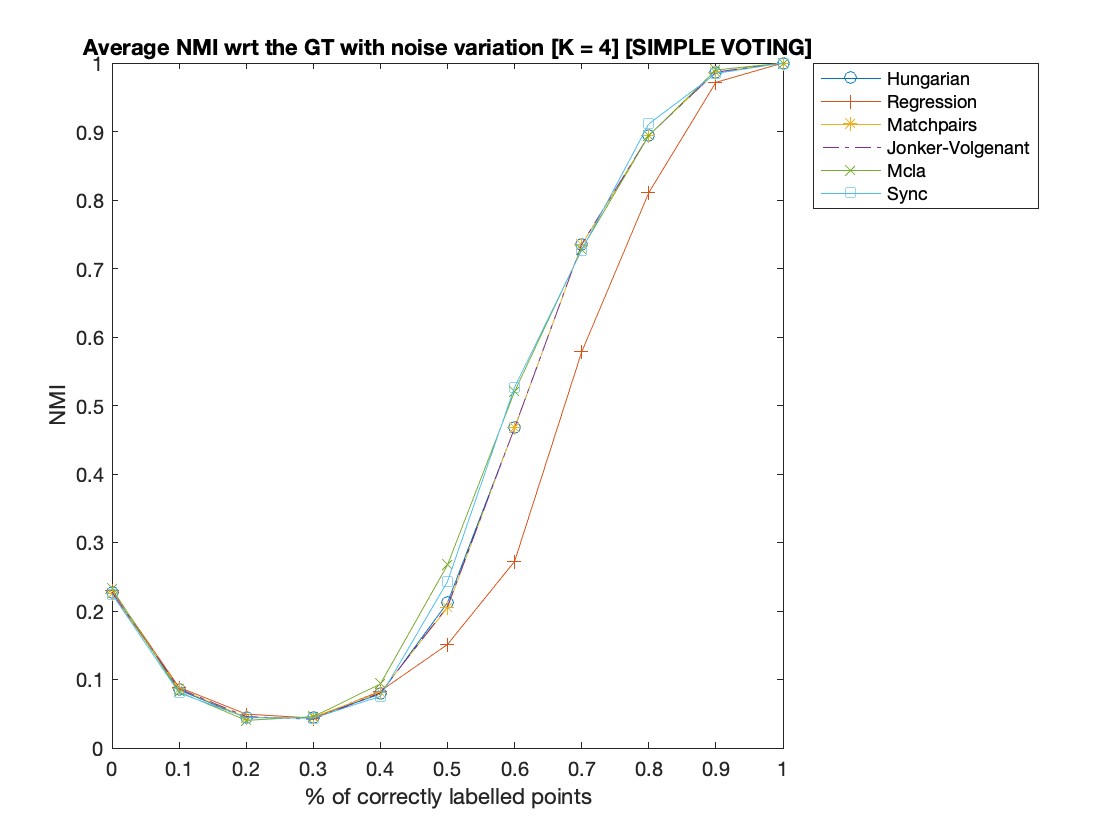 Average NMI wrt the GT with noise variation [K = 4] [SIMPLE VOTING]
1
0.9
0.8
0.7
0.6
0.5
0.4
0.3
0.2
0.1
0
NMI
0 0.1 0.2 0.3 0.4 0.5 0.6 0.7 0.8 0.9 1
% of correctly labelled points
Hungarian
Regression
Matchpairs
Jonker-Volgenant
Mcla
Sync